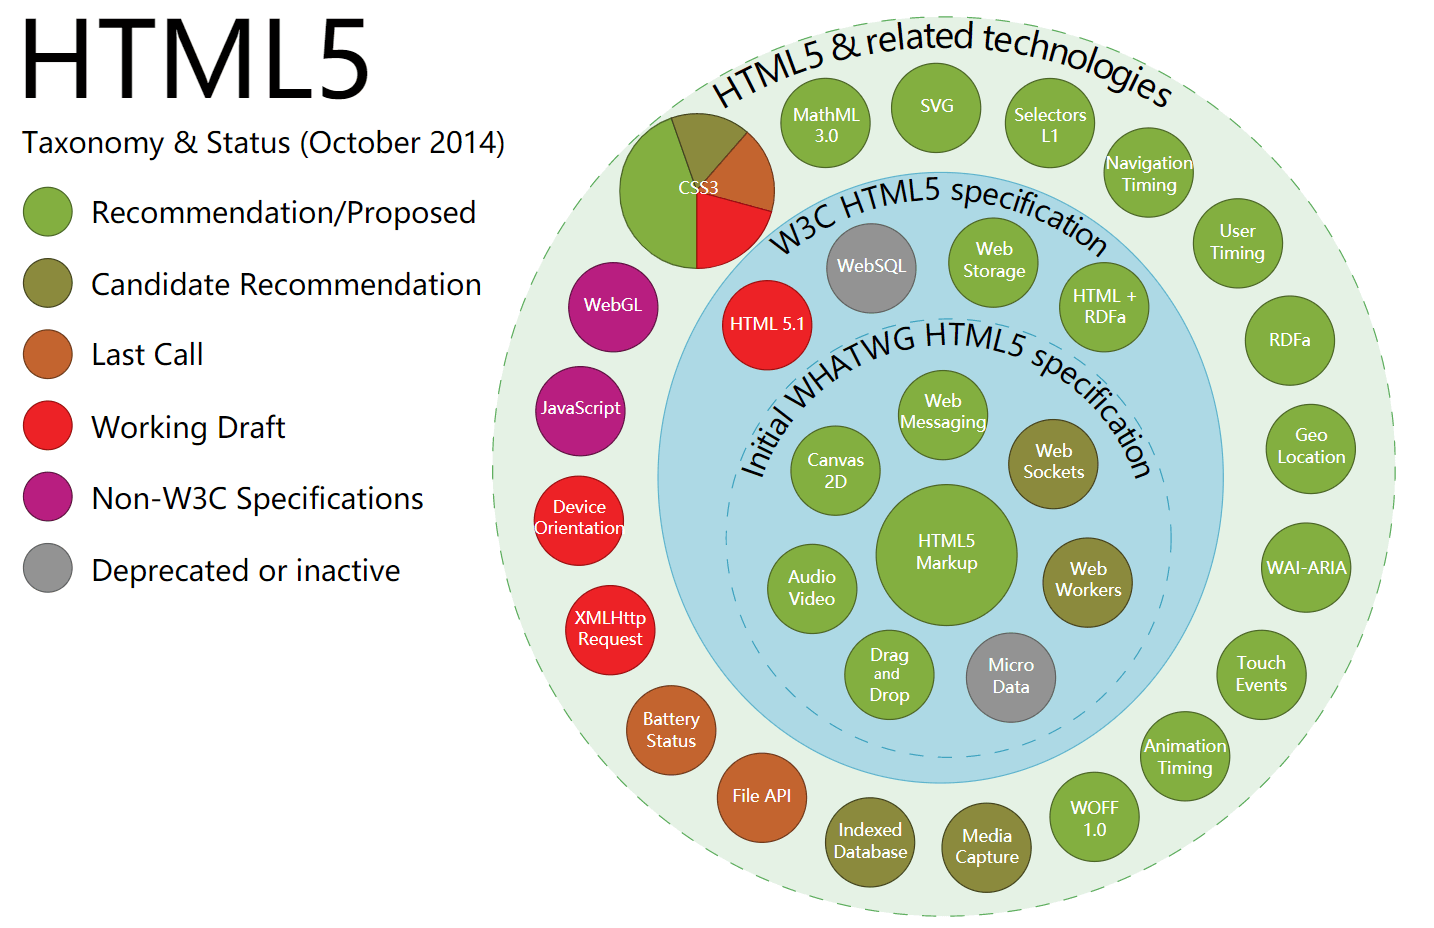 HTML5
Taxonomy & Status (October 2014)
Recommendation/Proposed
Candidate Recommendation
Last Call
Working Draft
Non-W3C Specifications
Deprecated or inactive
HTML5 & related technologies
MathML
3.0
SVG
Selectors
L1
Navigation
Timing
User
Timing
RDFa
Geo
Location
WAI-ARIA
Touch
Events
Animation
Timing
WOFF
1.0
Media
Capture
Indexed
Database
File API
Battery
Status
XMLHttp
Request
Device
Orientation
JavaScript
WebGL
CSS3
W3C HTML5 specification
HTML 5.1
WebSQL
Web
Storage
HTML +
RDFa
Initial WHATWG HTML5 specification
Web
Messaging
Web
Sockets
Web
Workers
Micro
Data
Drag
and
Drop
Audio
Video
Canvas
2D
HTML5
Markup